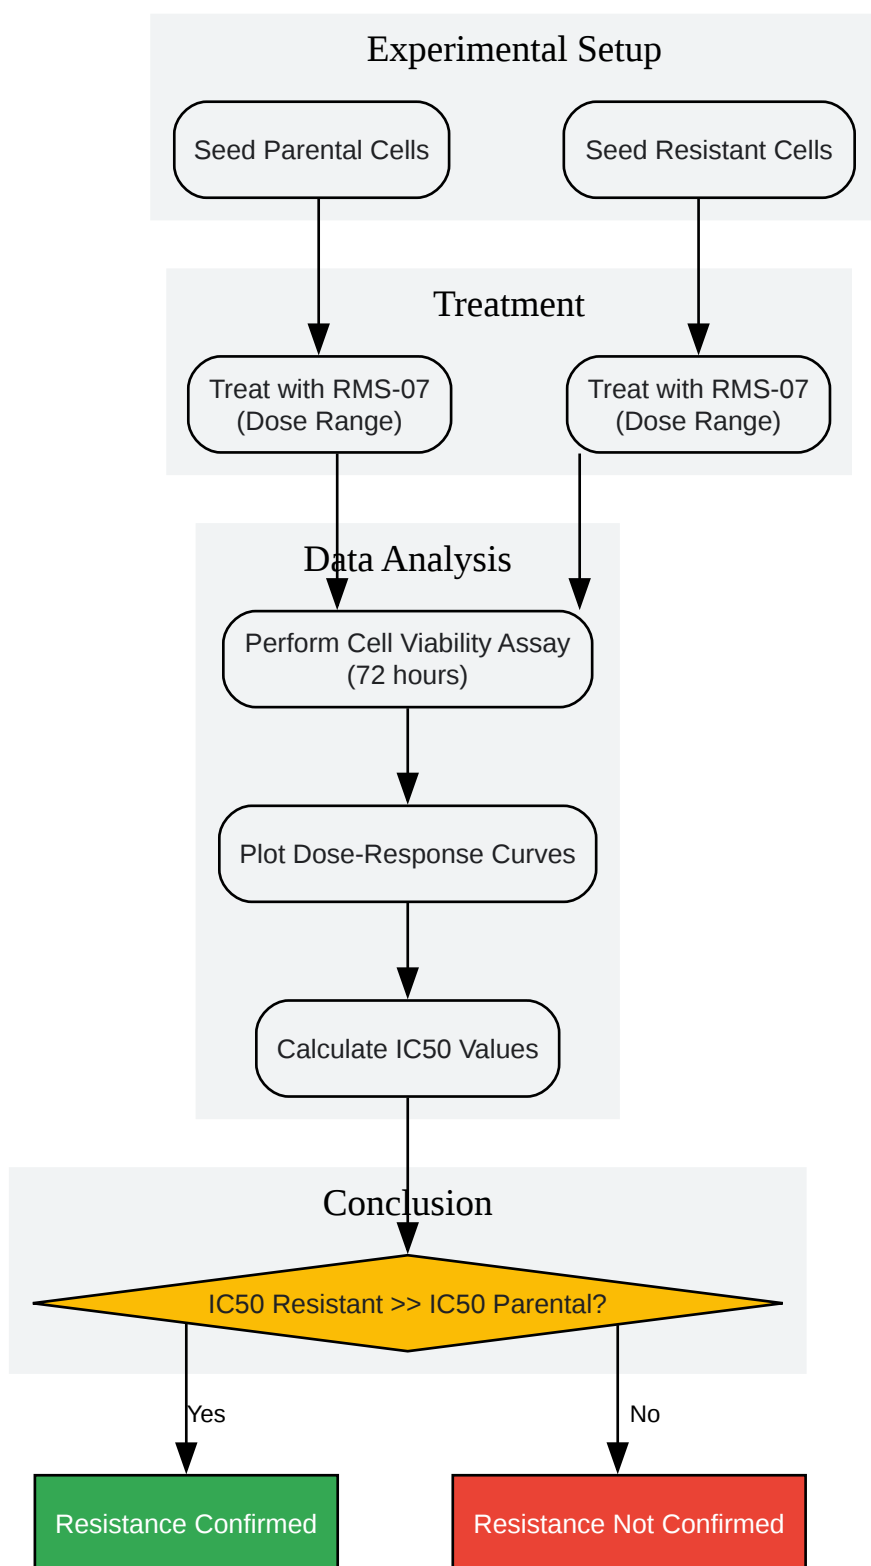 Experimental Setup
Seed Parental Cells
Seed Resistant Cells
Treatment
Treat with RMS-07
(Dose Range)
Treat with RMS-07
(Dose Range)
Data Analysis
Perform Cell Viability Assay
(72 hours)
Plot Dose-Response Curves
Calculate IC50 Values
Conclusion
IC50 Resistant >> IC50 Parental?
Yes
No
Resistance Confirmed
Resistance Not Confirmed